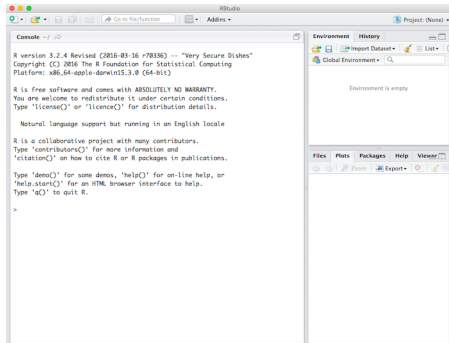 RStudio
Go to file/function
Addins
Project: (None)
Console ~/
R version 3.2.4 Revised (2016-03-16 r70336) -- "Very Secure Dishes"
Copyright (C) 2016 The R Foundation for Statistical Computing
Platform: x86_64-apple-darwin15.3.0 (64-bit)
R is free software and comes with ABSOLUTELY NO WARRANTY.
You are welcome to redistribute it under certain conditions.
Type 'license()' or 'licence()' for distribution details.
Natural language support but running in an English locale
R is a collaborative project with many contributors.
Type 'contributors()' for more information and
'citation()' on how to cite R or R packages in publications.
Type 'demo()' for some demos, 'help()' for on-line help, or
'help.start()' for an HTML browser interface to help.
Type 'q()' to quit R.
>
Environment History
Import Dataset List
Global Environment
Environment is empty
Files Plots Packages Help Viewer
Zoom Export